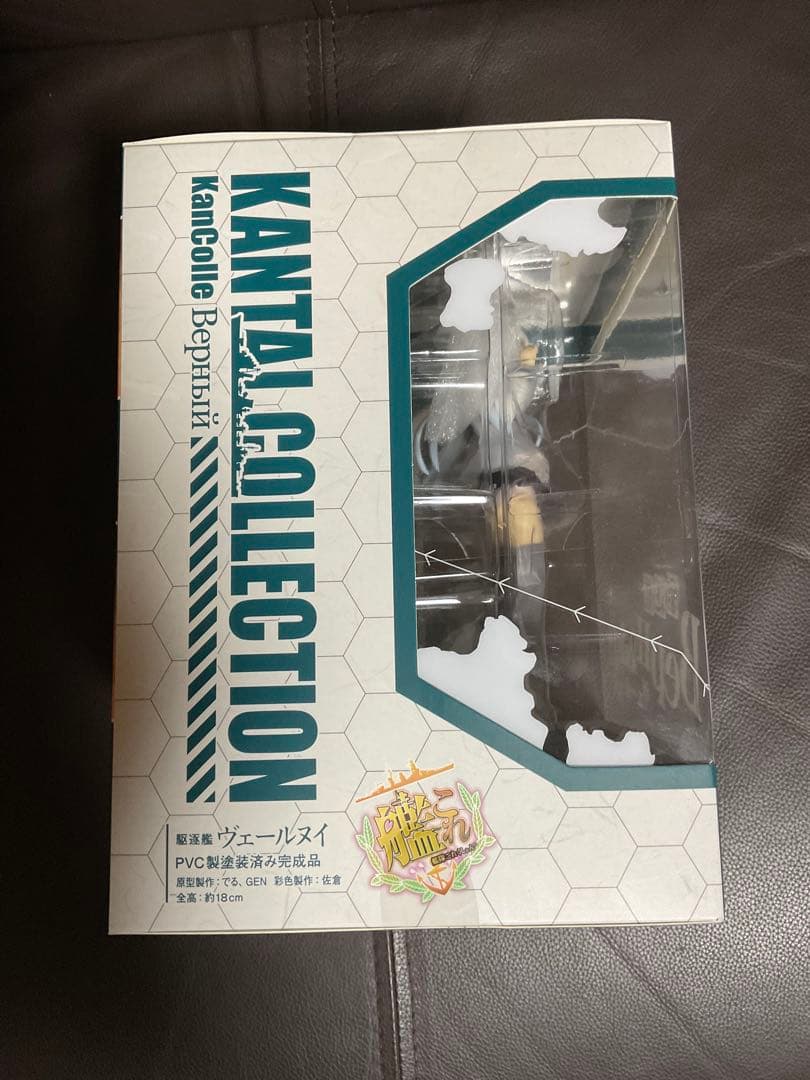 KANTAI COLLECTION
KanColle Верный
駆逐艦 ヴェールヌイ
PVC製塗装済み完成品
原型製作：でる、GEN 彩色製作：佐倉
全高：約18cm
艦これ